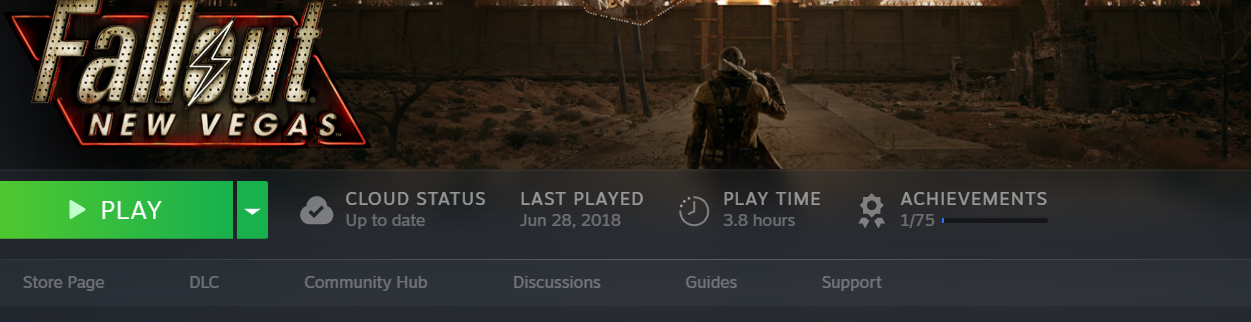 Fallout
NEW VEGAS
PLAY
CLOUD STATUS
Up to date
LAST PLAYED
Jun 28, 2018
PLAY TIME
3.8 hours
ACHIEVEMENTS
1/75
Store Page
DLC
Community Hub
Discussions
Guides
Support